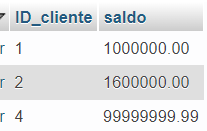 ID_cliente saldo
r 1 1000000.00
r 2 1600000.00
r 4 99999999.99